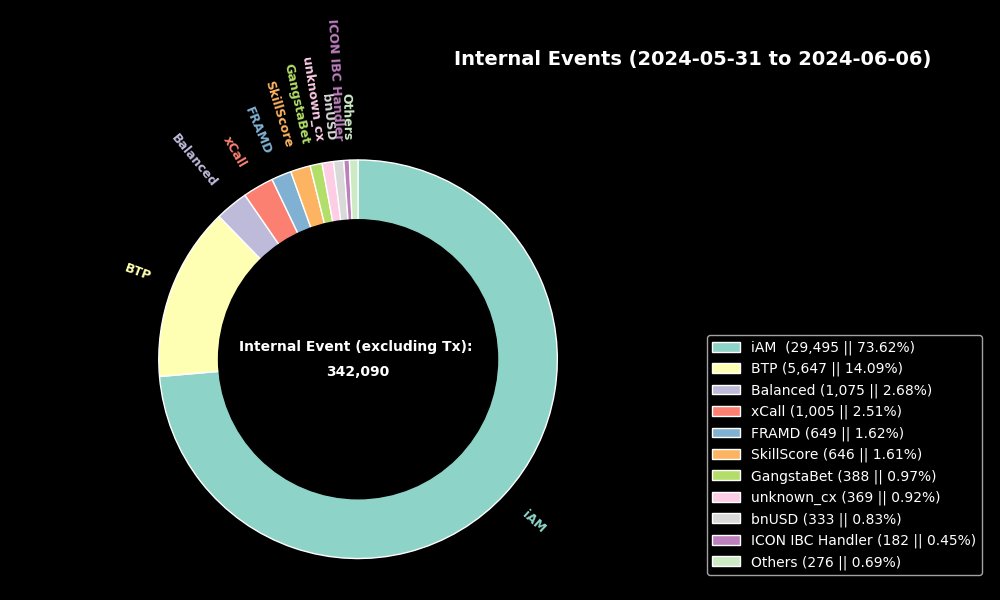 Internal Events (2024-05-31 to 2024-06-06)
ICON IBC Handler
Others
bnUSD
unknown_cx
GangstaBet
SkillScore
FRAMD
xCall
Balanced
BTP
iAM
Internal Event (excluding Tx):
342,090
iAM  (29,495 || 73.62%)
BTP (5,647 || 14.09%)
Balanced (1,075 || 2.68%)
xCall (1,005 || 2.51%)
FRAMD (649 || 1.62%)
SkillScore (646 || 1.61%)
GangstaBet (388 || 0.97%)
unknown_cx (369 || 0.92%)
bnUSD (333 || 0.83%)
ICON IBC Handler (182 || 0.45%)
Others (276 || 0.69%)